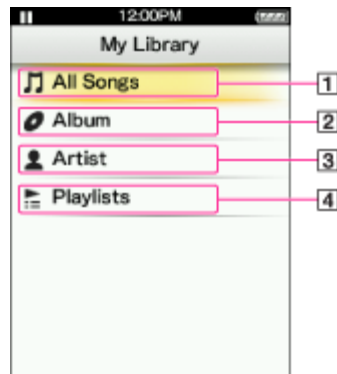 12:00PM
My Library
All Songs 1
Album 2
Artist 3
Playlists 4